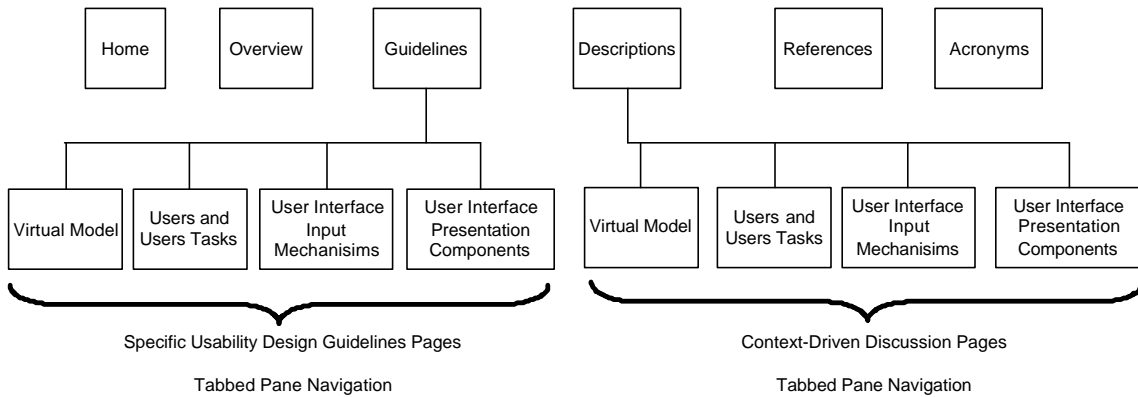 Home
Overview
Guidelines
Descriptions
References
Acronyms
Virtual Model
Users and
Users Tasks
User Interface
Input
Mechanisims
User Interface
Presentation
Components
Virtual Model
Users and
Users Tasks
User Interface
Input
Mechanisims
User Interface
Presentation
Components
Specific Usability Design Guidelines Pages
Tabbed Pane Navigation
Context-Driven Discussion Pages
Tabbed Pane Navigation